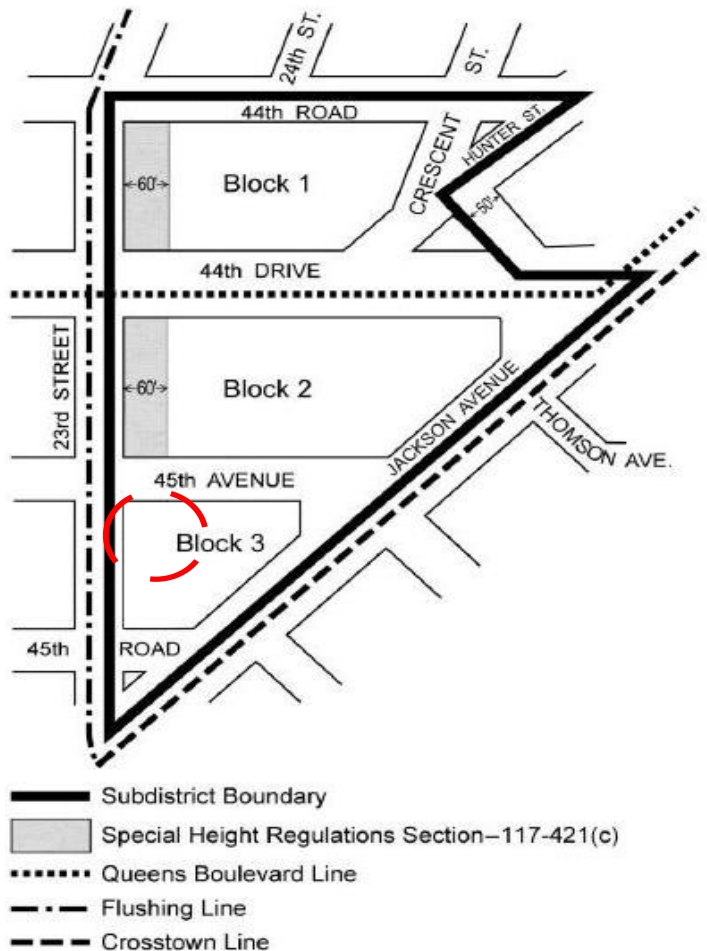 24th ST.
ST.
44th ROAD
HUNTER ST.
CRESCENT
60'
Block 1
50'
44th DRIVE
23rd STREET
60'
Block 2
JACKSON AVENUE
THOMSON AVE.
45th AVENUE
Block 3
45th ROAD
Subdistrict Boundary
Special Height Regulations Section–117-421(c)
Queens Boulevard Line
Flushing Line
Crosstown Line